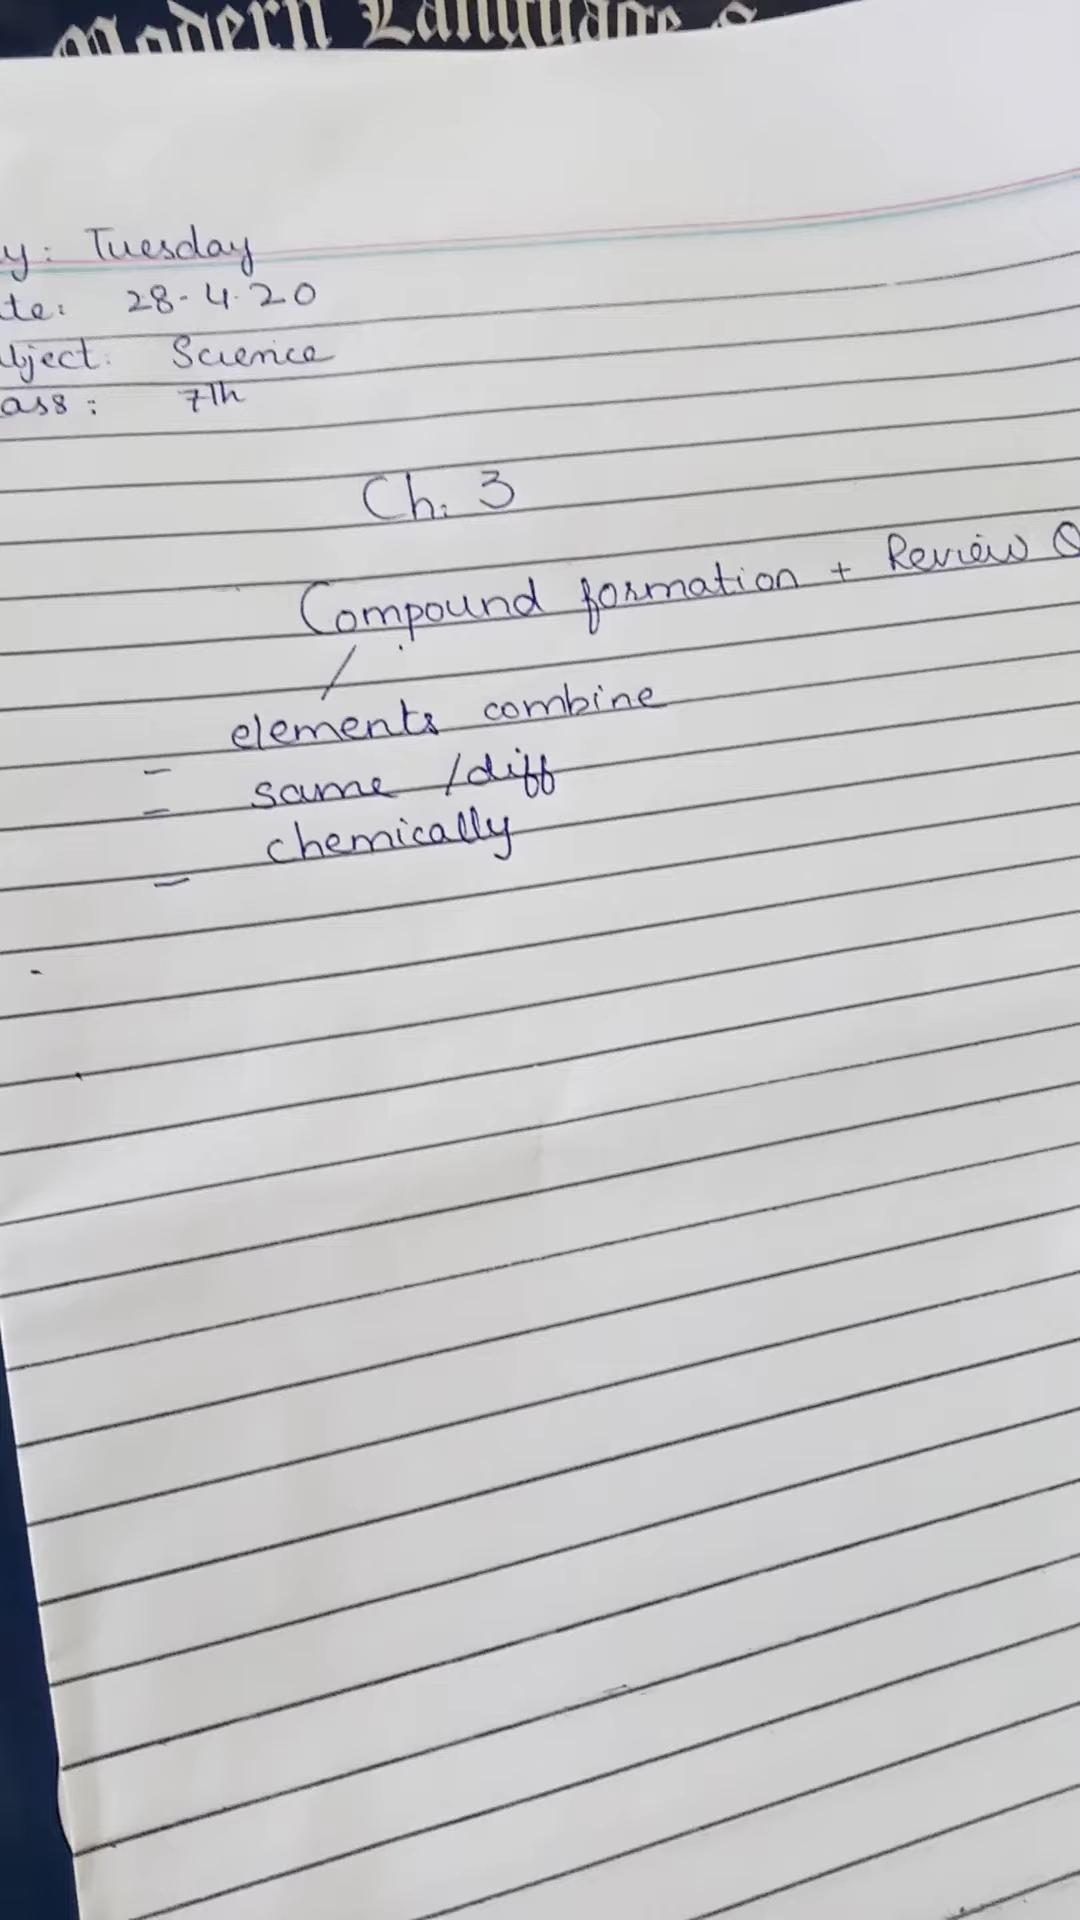 Modern Language
y: Tuesday
te: 28-4-20
bject: Science
ass: 7th
Ch. 3
Compound formation + Review Q
elements combine
- same / diff
- chemically
-